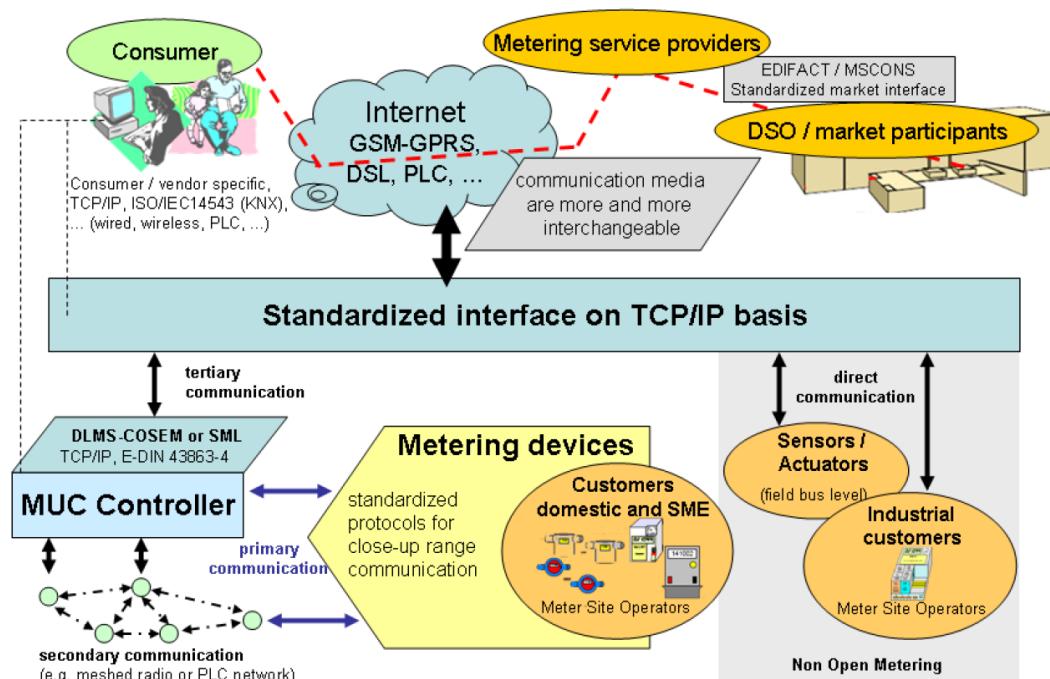 Consumer
Metering service providers
EDIFACT / MSCONS
Standardized market interface
DSO / market participants
Internet
GSM-GPRS,
DSL, PLC, ...
communication media
are more and more
interchangeable
Consumer / vendor specific,
TCP/IP, ISO/IEC14543 (KNX),
... (wired, wireless, PLC, ...)
Standardized interface on TCP/IP basis
tertiary
communication
direct
communication
DLMS-COSEM or SML
TCP/IP, E-DIN 43863-4
MUC Controller
Metering devices
standardized
protocols for
close-up range
communication
Customers
domestic and SME
141002
Meter Site Operators
Sensors /
Actuators
(field bus level)
Industrial
customers
Meter Site Operators
primary
communication
secondary communication
(e.g. meshed radio or PLC network)
Non Open Metering